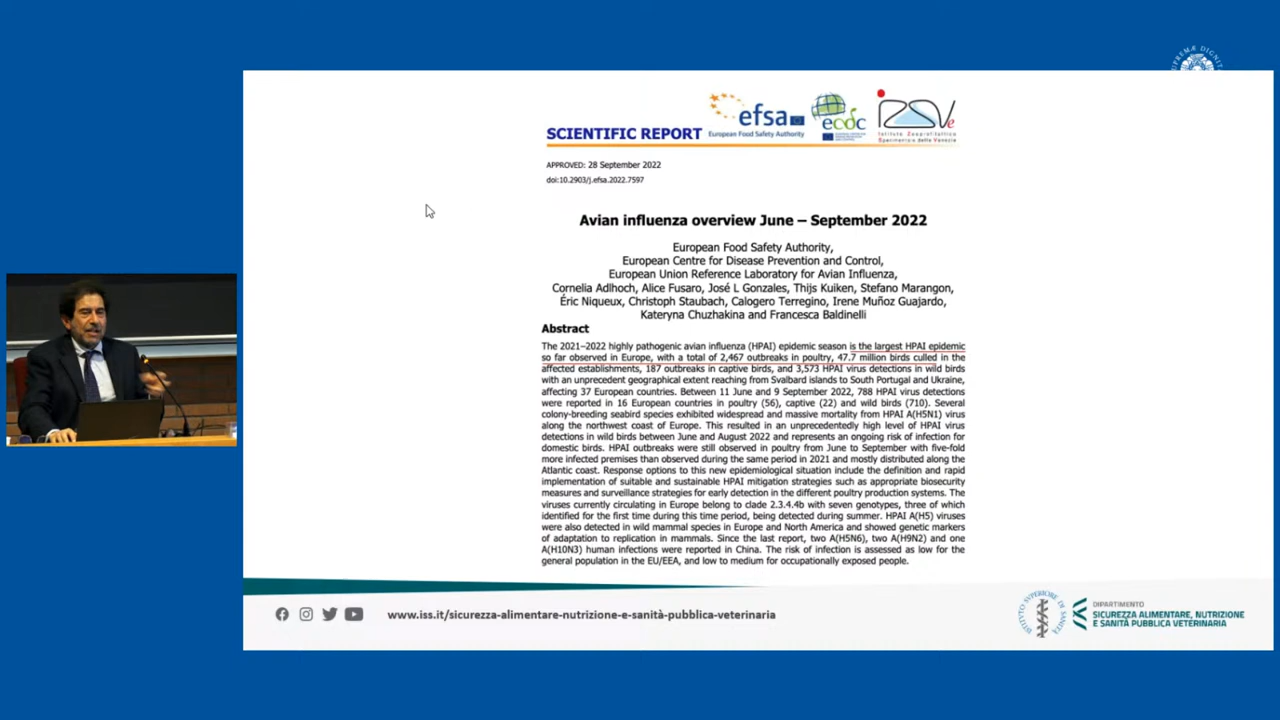 SUPREMÆ DIGNIT
SCIENTIFIC REPORT
efsa
European Food Safety Authority
ecdc
IZSVe
Istituto Zooprofilattico
Sperimentale delle Venezie
APPROVED: 28 September 2022
doi:10.2903/j.efsa.2022.7597
Avian influenza overview June – September 2022
European Food Safety Authority,
European Centre for Disease Prevention and Control,
European Union Reference Laboratory for Avian Influenza,
Cornelia Adlhoch, Alice Fusaro, José L Gonzales, Thijs Kuiken, Stefano Marangon,
Éric Niqueux, Christoph Staubach, Calogero Terregino, Irene Muñoz Guajardo,
Kateryna Chuzhakina and Francesca Baldinelli
Abstract
The 2021–2022 highly pathogenic avian influenza (HPAI) epidemic season is the largest HPAI epidemic
so far observed in Europe, with a total of 2,467 outbreaks in poultry, 47.7 million birds culled in the
affected establishments, 187 outbreaks in captive birds, and 3,573 HPAI virus detections in wild birds
with an unprecedent geographical extent reaching from Svalbard islands to South Portugal and Ukraine,
affecting 37 European countries. Between 11 June and 9 September 2022, 788 HPAI virus detections
were reported in 16 European countries in poultry (56), captive (22) and wild birds (710). Several
colony-breeding seabird species exhibited widespread and massive mortality from HPAI A(H5N1) virus
along the northwest coast of Europe. This resulted in an unprecedentedly high level of HPAI virus
detections in wild birds between June and August 2022 and represents an ongoing risk of infection for
domestic birds. HPAI outbreaks were still observed in poultry from June to September with five-fold
more infected premises than observed during the same period in 2021 and mostly distributed along the
Atlantic coast. Response options to this new epidemiological situation include the definition and rapid
implementation of suitable and sustainable HPAI mitigation strategies such as appropriate biosecurity
measures and surveillance strategies for early detection in the different poultry production systems. The
viruses currently circulating in Europe belong to clade 2.3.4.4b with seven genotypes, three of which
identified for the first time during this time period, being detected during summer. HPAI A(H5) viruses
were also detected in wild mammal species in Europe and North America and showed genetic markers
of adaptation to replication in mammals. Since the last report, two A(H5N6), two A(H9N2) and one
A(H10N3) human infections were reported in China. The risk of infection is assessed as low for the
general population in the EU/EEA, and low to medium for occupationally exposed people.
www.iss.it/sicurezza-alimentare-nutrizione-e-sanità-pubblica-veterinaria
ISTITUTO SUPERIORE DI SANITÀ
DIPARTIMENTO
SICUREZZA ALIMENTARE, NUTRIZIONE
E SANITÀ PUBBLICA VETERINARIA